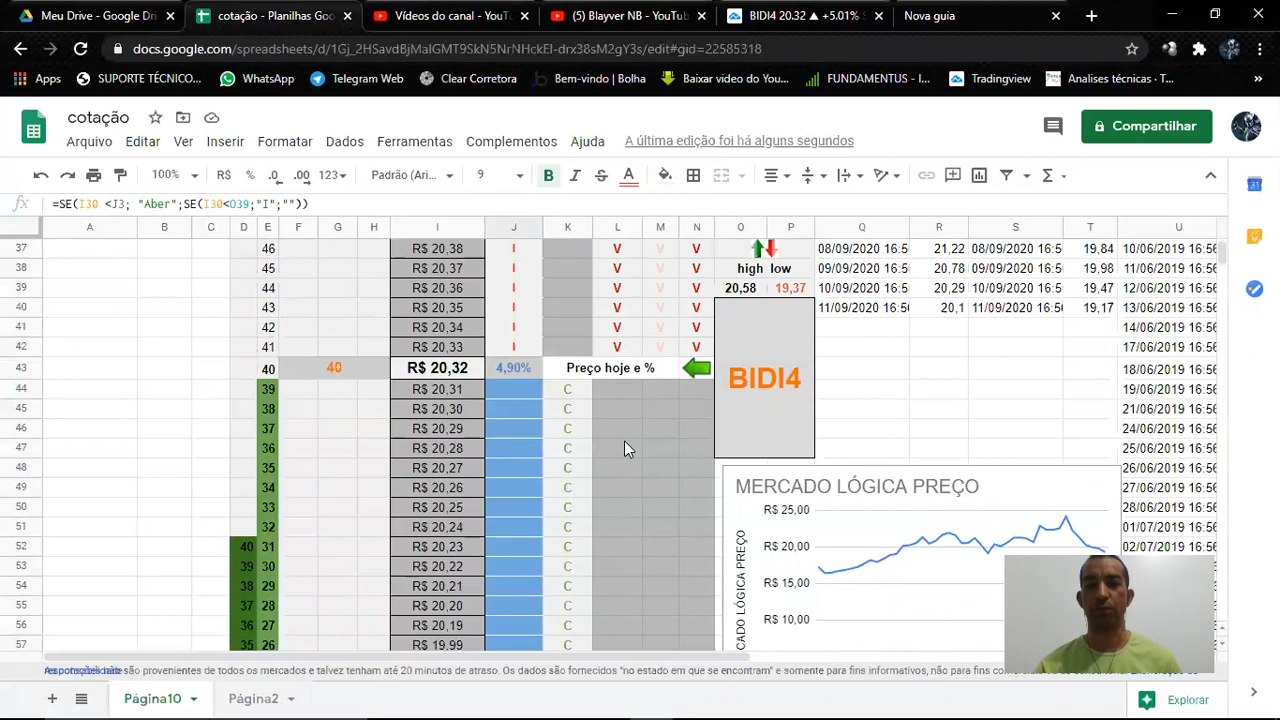 Meu Drive - Google Dri
cotação - Planilhas Goo
Vídeos do canal - YouT
(5) Blayver NB - YouTub
BIDI4 20.32 ▲ +5.01% S
Nova guia
docs.google.com/spreadsheets/d/1Gj_2HSavdBjMaIGMT9SkN5NrNHckEI-drx38sM2gY3s/edit#gid=22585318
Apps
SUPORTE TÉCNICO...
WhatsApp
Telegram Web
Clear Corretora
Bem-vindo | Bolha
Baixar video do You...
FUNDAMENTUS - I...
Tradingview
Analises técnicas · T...
cotação
Arquivo Editar Ver Inserir Formatar Dados Ferramentas Complementos Ajuda
A última edição foi há alguns segundos
Compartilhar
100% R$ % .0 .00 123 Padrão (Ari... 9
=SE(I30 <J3; "Aber";SE(I30<O39;"I";""))
A B C D E F G H I J K L M N O P Q R S T U
37 46 R$ 20,38 I V V V 08/09/2020 16:5 21,22 08/09/2020 16:5 19,84 10/06/2019 16:56
38 45 R$ 20,37 I V V V high low 09/09/2020 16:5 20,78 09/09/2020 16:5 19,98 11/06/2019 16:56
39 44 R$ 20,36 I V V V 20,58 19,37 10/09/2020 16:5 20,29 10/09/2020 16:5 19,47 12/06/2019 16:56
40 43 R$ 20,35 I V V V 11/09/2020 16:5 20,1 11/09/2020 16:5 19,17 13/06/2019 16:56
41 42 R$ 20,34 I V V V 14/06/2019 16:56
42 41 R$ 20,33 I V V V 17/06/2019 16:56
43 40 40 R$ 20,32 4,90% Preço hoje e % BIDI4 18/06/2019 16:56
44 39 R$ 20,31 C 19/06/2019 16:56
45 38 R$ 20,30 C 21/06/2019 16:56
46 37 R$ 20,29 C 24/06/2019 16:56
47 36 R$ 20,28 C 25/06/2019 16:56
48 35 R$ 20,27 C 26/06/2019 16:56
49 34 R$ 20,26 C 27/06/2019 16:56
50 33 R$ 20,25 C 28/06/2019 16:56
51 32 R$ 20,24 C 01/07/2019 16:56
52 40 31 R$ 20,23 C 02/07/2019 16:56
53 39 30 R$ 20,22 C
54 38 29 R$ 20,21 C
55 37 28 R$ 20,20 C
56 36 27 R$ 20,19 C
57 35 26 R$ 19,99 C
MERCADO LÓGICA PREÇO
CADO LÓGICA PREÇO
R$ 25,00
R$ 20,00
R$ 15,00
R$ 10,00
não são provenientes de todos os mercados e talvez tenham até 20 minutos de atraso. Os dados são fornecidos "no estado em que se encontram" e somente para fins informativos, não para fins
Página10
Página2
Explorar